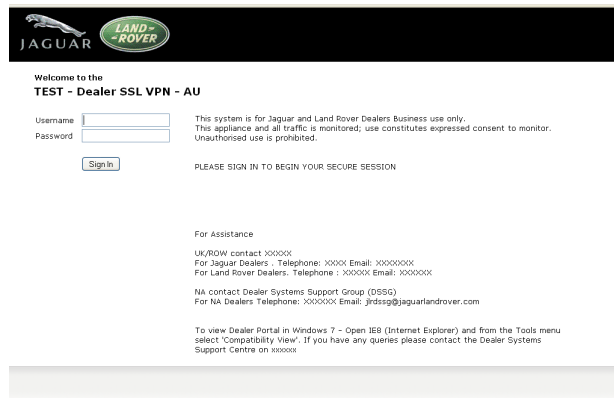 JAGUAR
LAND-
-ROVER
Welcome to the
TEST - Dealer SSL VPN - AU
Username
This system is for Jaguar and Land Rover Dealers Business use only.
Password
This appliance and all traffic is monitored; use constitutes expressed consent to monitor.
Unauthorised use is prohibited.
Sign In
PLEASE SIGN IN TO BEGIN YOUR SECURE SESSION
For Assistance
UK/ROW contact XXXXX
For Jaguar Dealers . Telephone: XXXX Email: XXXXXXX
For Land Rover Dealers. Telephone : XXXXX Email: XXXXXX
NA contact Dealer Systems Support Group (DSSG)
For NA Dealers Telephone: XXXXXX Email: jlrdssg@jaguarlandrover.com
To view Dealer Portal in Windows 7 - Open IE8 (Internet Explorer) and from the Tools menu
select 'Compatibility View'. If you have any queries please contact the Dealer Systems
Support Centre on xxxxxx